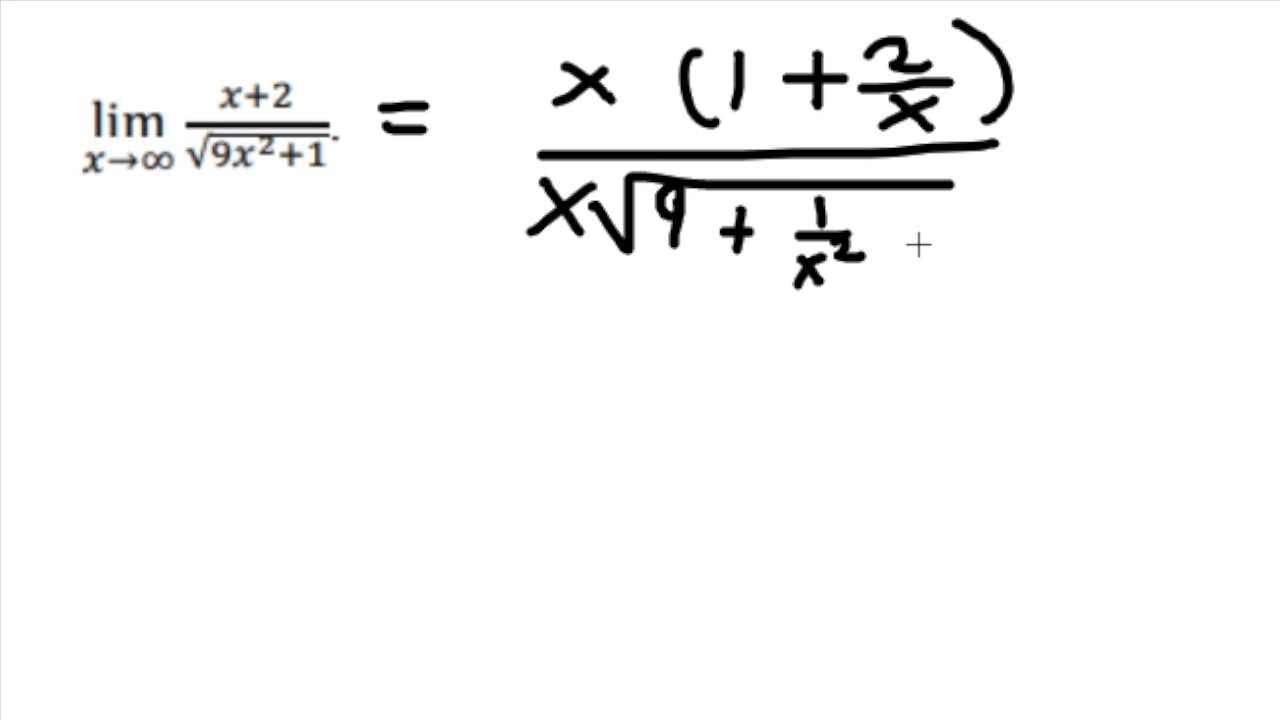 lim x→∞ x+2 / √9x²+1 . = x (1 + 2/x) / x√9 + 1/x²